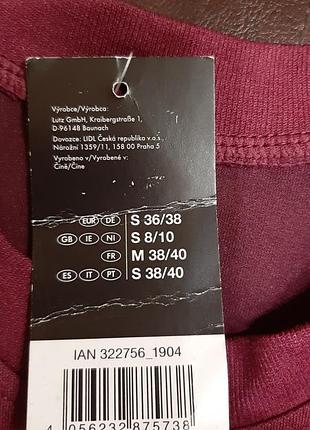 Výrobce/Výrobca:
Lutz GmbH, Kraibergstraße 1,
D-96148 Baunach
Dovozce: LIDL Česká republika v.o.s.,
Nárožní 1359/11, 158 00 Praha 5
Vyrobeno v/Vyrobené v:
Číně/Číne
EUR DE S 36/38
GB IE NI S 8/10
FR M 38/40
ES IT PT S 38/40
IAN 322756_1904
4 056232 875738